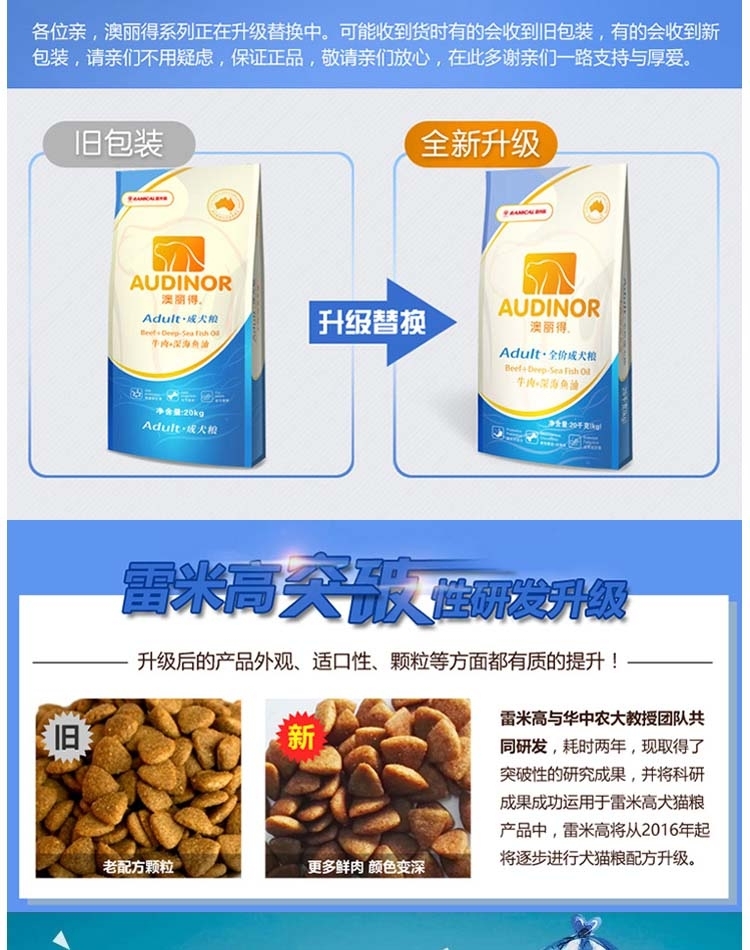 各位亲，澳丽得系列正在升级替换中。可能收到货时有的会收到旧包装，有的会收到新
包装，请亲们不用疑虑，保证正品，敬请亲们放心，在此多谢亲们一路支持与厚爱。
旧包装
全新升级
RAMICAL
AUDINOR
澳丽得
Adult·成犬粮
Beef+Deep-Sea Fish Oil
牛肉+深海鱼油
净含量:20kg
Adult·成犬粮
升级替换
RAMICAL
AUDINOR
澳丽得
Adult·全价成犬粮
Beef+Deep-Sea Fish Oil
牛肉+深海鱼油
净含量:20千克(kg)
雷米高突破性研发升级
升级后的产品外观、适口性、颗粒等方面都有质的提升！
旧
老配方颗粒
新
更多鲜肉 颜色变深
雷米高与华中农大教授团队共
同研发，耗时两年，现取得了
突破性的研究成果，并将科研
成果成功运用于雷米高犬猫粮
产品中，雷米高将从2016年起
将逐步进行犬猫粮配方升级。